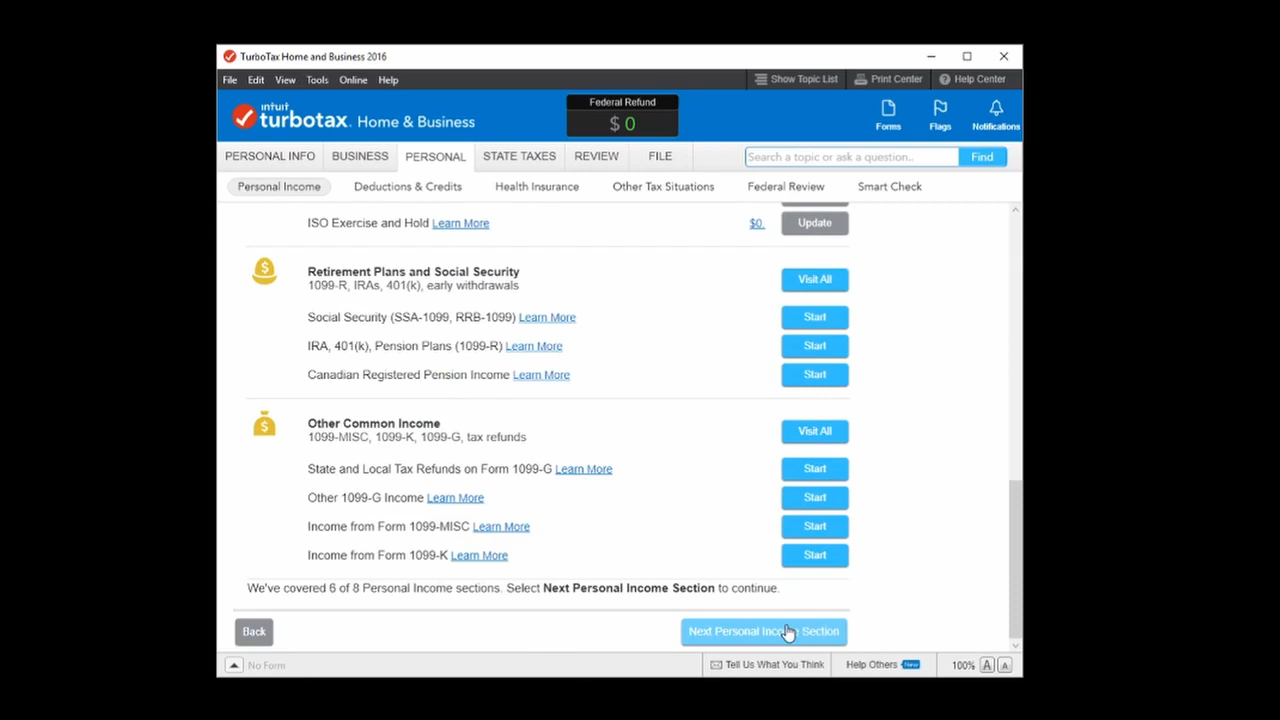 TurboTax Home and Business 2016
File Edit View Tools Online Help Show Topic List Print Center Help Center
intuit turbotax. Home & Business
Federal Refund
$ 0
Forms Flags Notifications
PERSONAL INFO BUSINESS PERSONAL STATE TAXES REVIEW FILE Search a topic or ask a question.. Find
Personal Income Deductions & Credits Health Insurance Other Tax Situations Federal Review Smart Check
ISO Exercise and Hold Learn More $0. Update
Retirement Plans and Social Security
1099-R, IRAs, 401(k), early withdrawals
Visit All
Social Security (SSA-1099, RRB-1099) Learn More Start
IRA, 401(k), Pension Plans (1099-R) Learn More Start
Canadian Registered Pension Income Learn More Start
Other Common Income
1099-MISC, 1099-K, 1099-G, tax refunds
Visit All
State and Local Tax Refunds on Form 1099-G Learn More Start
Other 1099-G Income Learn More Start
Income from Form 1099-MISC Learn More Start
Income from Form 1099-K Learn More Start
We've covered 6 of 8 Personal Income sections. Select Next Personal Income Section to continue.
Back Next Personal Income Section
No Form Tell Us What You Think Help Others New 100% A A